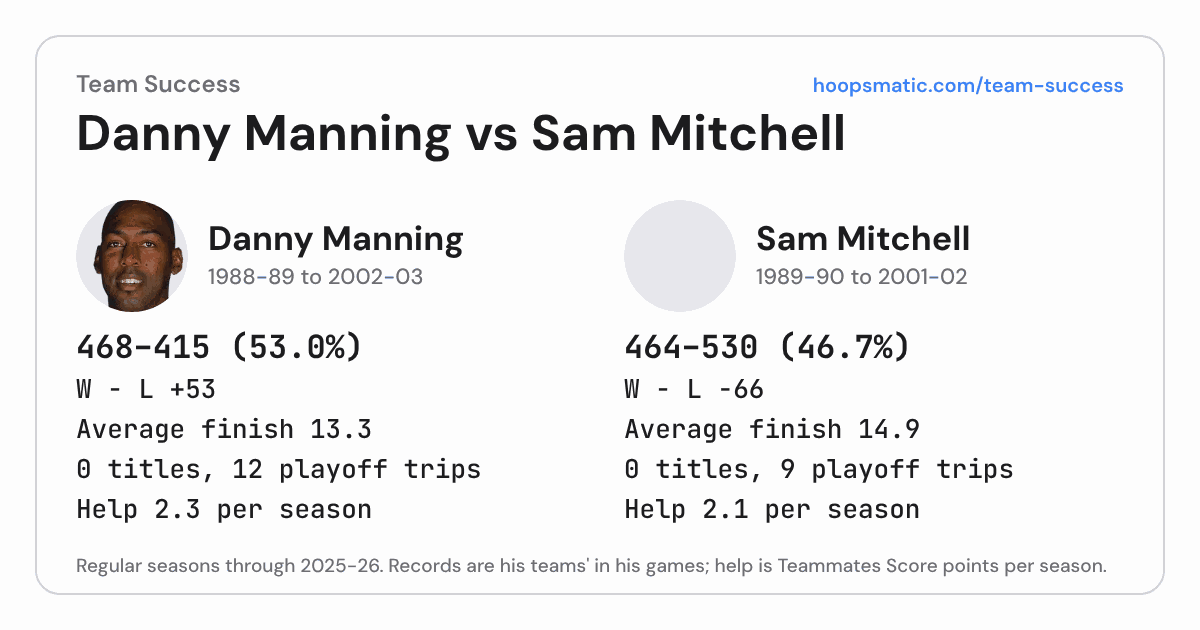 Team Success
hoopsmatic.com/team-success
Danny Manning vs Sam Mitchell
Danny Manning
1988-89 to 2002-03
468-415 (53.0%)
W - L +53
Average finish 13.3
0 titles, 12 playoff trips
Help 2.3 per season
Sam Mitchell
1989-90 to 2001-02
464-530 (46.7%)
W - L -66
Average finish 14.9
0 titles, 9 playoff trips
Help 2.1 per season
Regular seasons through 2025-26. Records are his teams' in his games; help is Teammates Score points per season.